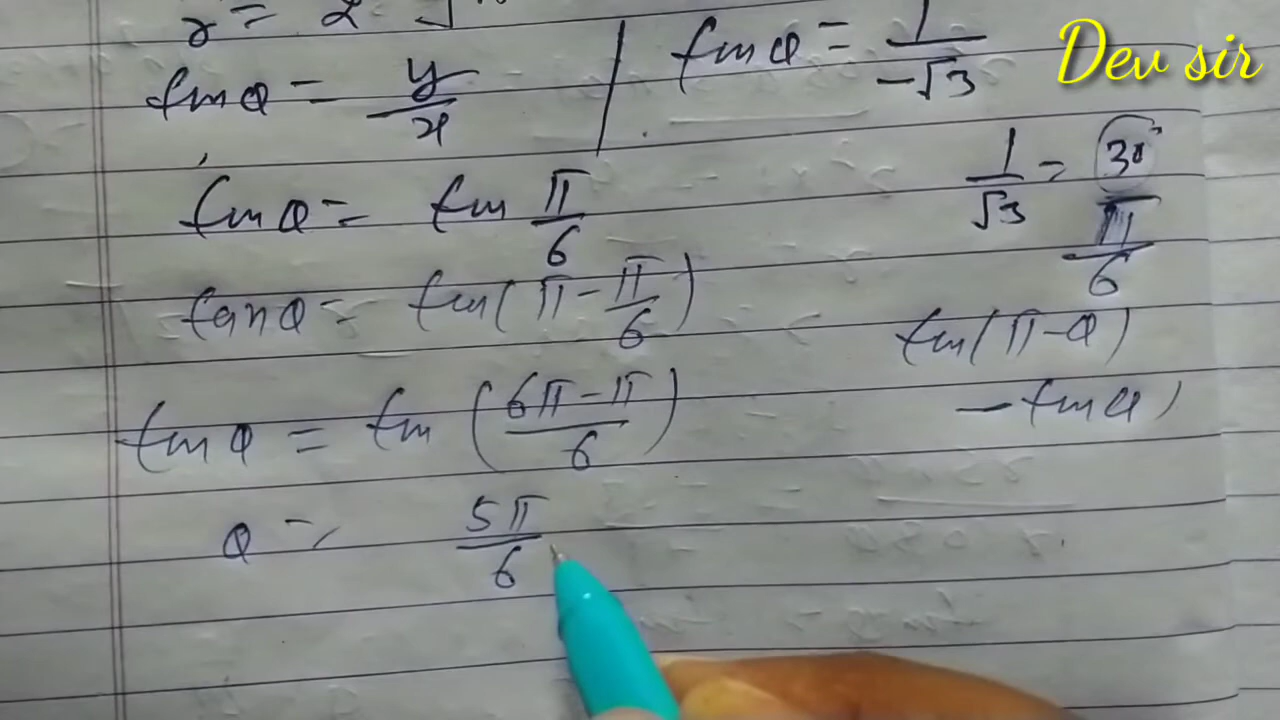 r = 2
tanθ = y/x
tanθ = 1/-√3
Dev sir
1/√3 = 30°
π/6
tanθ = tan π/6
tanθ = tan(π - π/6)
tan(π-θ)
-tanθ)
tanθ = tan (6π-π/6)
θ = 5π/6